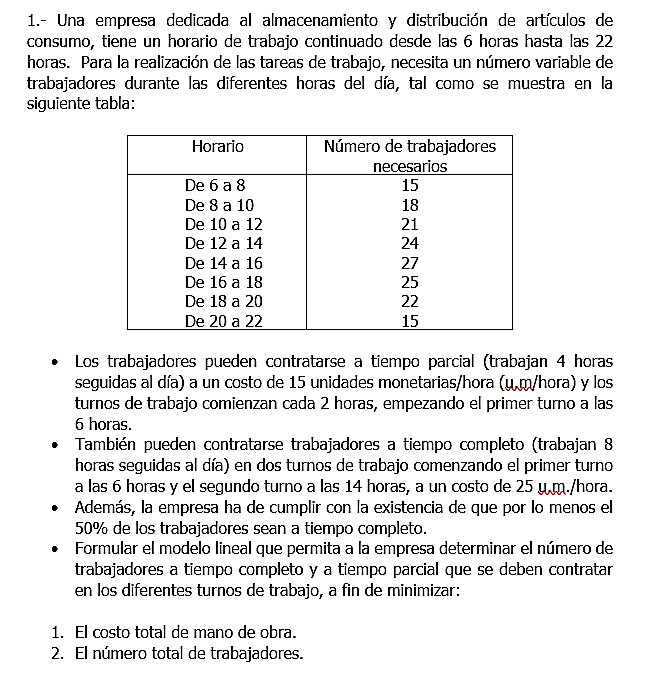 1.- Una empresa dedicada al almacenamiento y distribución de artículos de
consumo, tiene un horario de trabajo continuado desde las 6 horas hasta las 22
horas. Para la realización de las tareas de trabajo, necesita un número variable de
trabajadores durante las diferentes horas del día, tal como se muestra en la
siguiente tabla:
Horario Número de trabajadores
necesarios
De 6 a 8 15
De 8 a 10 18
De 10 a 12 21
De 12 a 14 24
De 14 a 16 27
De 16 a 18 25
De 18 a 20 22
De 20 a 22 15
• Los trabajadores pueden contratarse a tiempo parcial (trabajan 4 horas
seguidas al día) a un costo de 15 unidades monetarias/hora (u.m/hora) y los
turnos de trabajo comienzan cada 2 horas, empezando el primer turno a las
6 horas.
• También pueden contratarse trabajadores a tiempo completo (trabajan 8
horas seguidas al día) en dos turnos de trabajo comenzando el primer turno
a las 6 horas y el segundo turno a las 14 horas, a un costo de 25 u.m./hora.
• Además, la empresa ha de cumplir con la existencia de que por lo menos el
50% de los trabajadores sean a tiempo completo.
• Formular el modelo lineal que permita a la empresa determinar el número de
trabajadores a tiempo completo y a tiempo parcial que se deben contratar
en los diferentes turnos de trabajo, a fin de minimizar:
1. El costo total de mano de obra.
2. El número total de trabajadores.